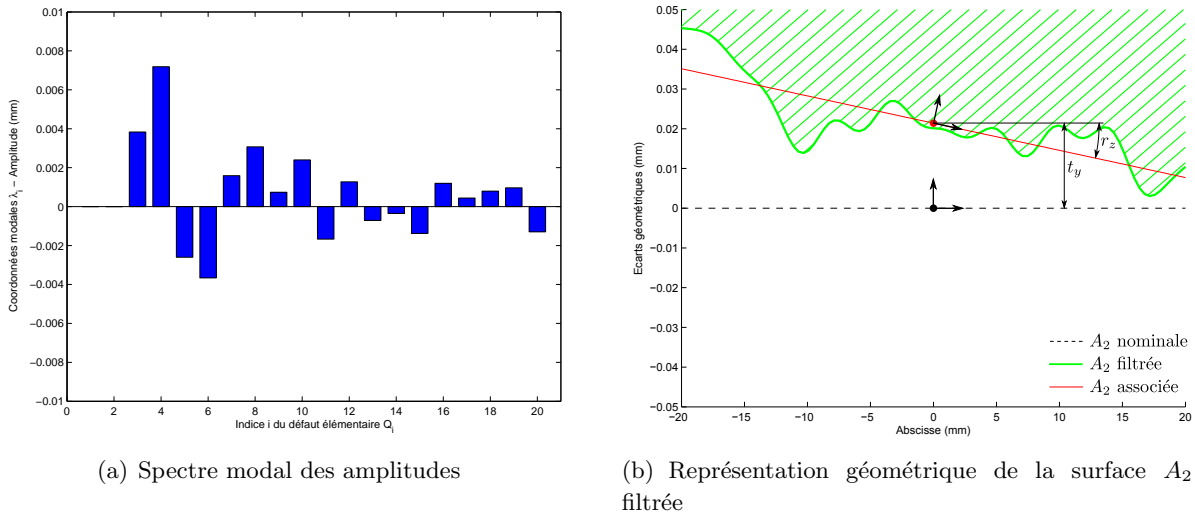 0.01
0.008
0.006
0.004
0.002
0
−0.002
−0.004
−0.006
−0.008
−0.01
0 2 4 6 8 10 12 14 16 18 20
Indice i du défaut élémentaire Qi
Coordonnées modales λi − Amplitude (mm)
(a) Spectre modal des amplitudes
0.05
0.04
0.03
0.02
0.01
0
−0.01
−0.02
−0.03
−0.04
−0.05
−20 −15 −10 −5 0 5 10 15 20
Abscisse (mm)
Ecarts géométriques (mm)
rz
ty
A2 nominale
A2 filtrée
A2 associée
(b) Représentation géométrique de la surface A2
filtrée